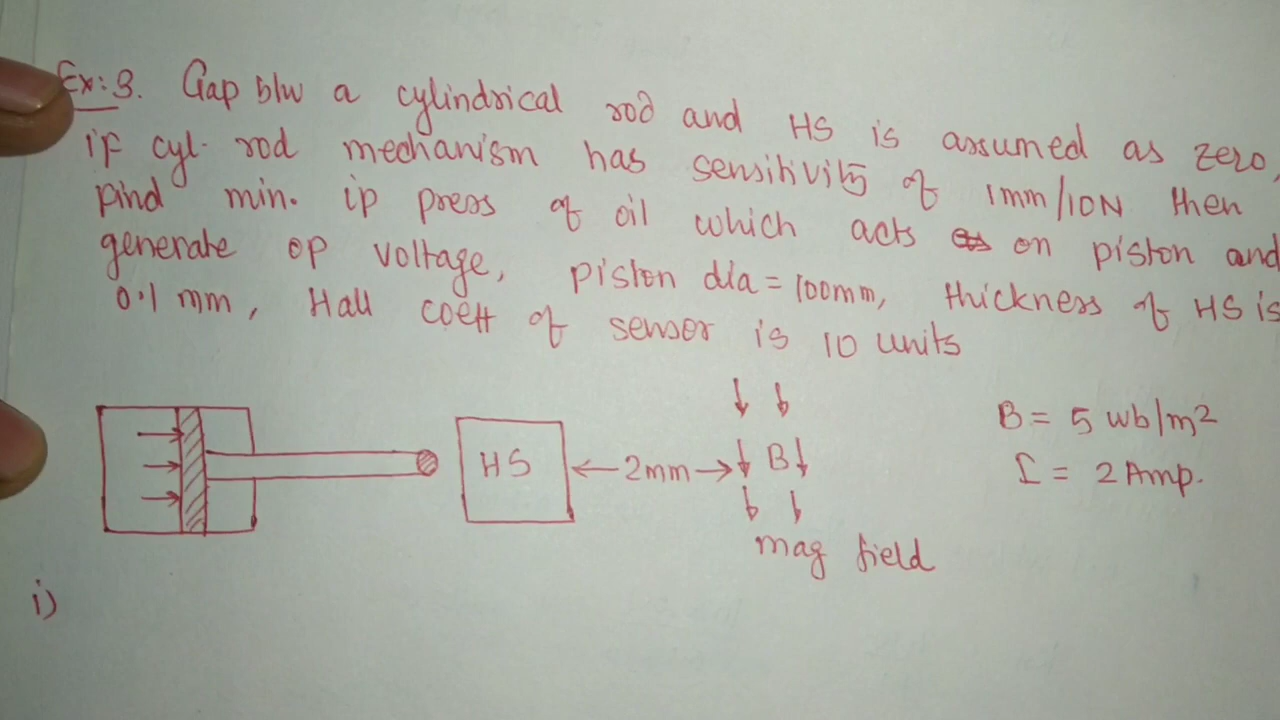 Ex:3. Gap b/w a cylindrical rod and HS is assumed as zero,
if cyl. rod mechanism has sensitivity of 1mm/10N then
find min. ip press of oil which acts on piston and
generate op voltage, piston dia = 100mm, thickness of HS is
0.1 mm, Hall coeff of sensor is 10 units
B = 5 wb/m²
I = 2 Amp.
HS
2mm
B
mag field
i)